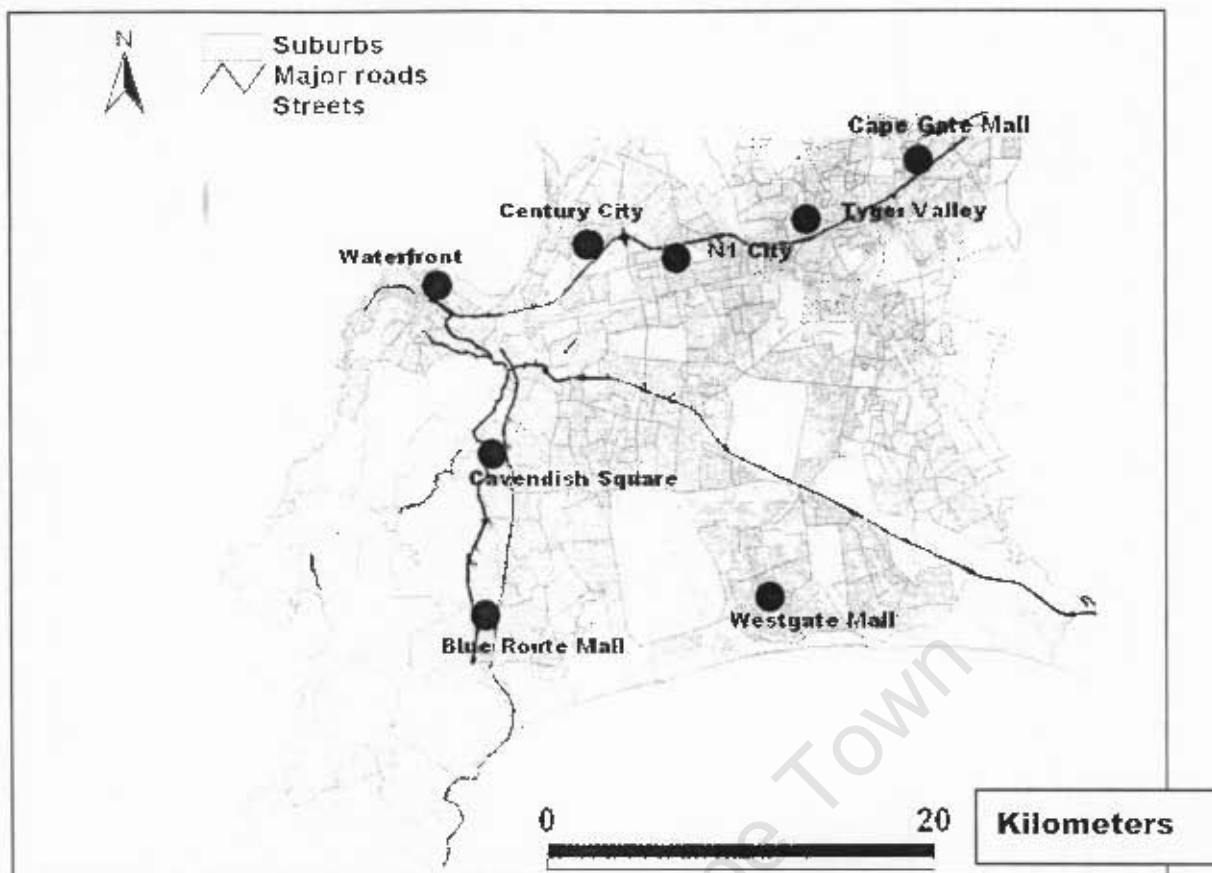 N
Suburbs
Major roads
Streets
Cape Gate Mall
Tyger Valley
Century City
N1 City
Waterfront
Cavendish Square
Westgate Mall
Blue Route Mall
Town
0 20
Kilometers